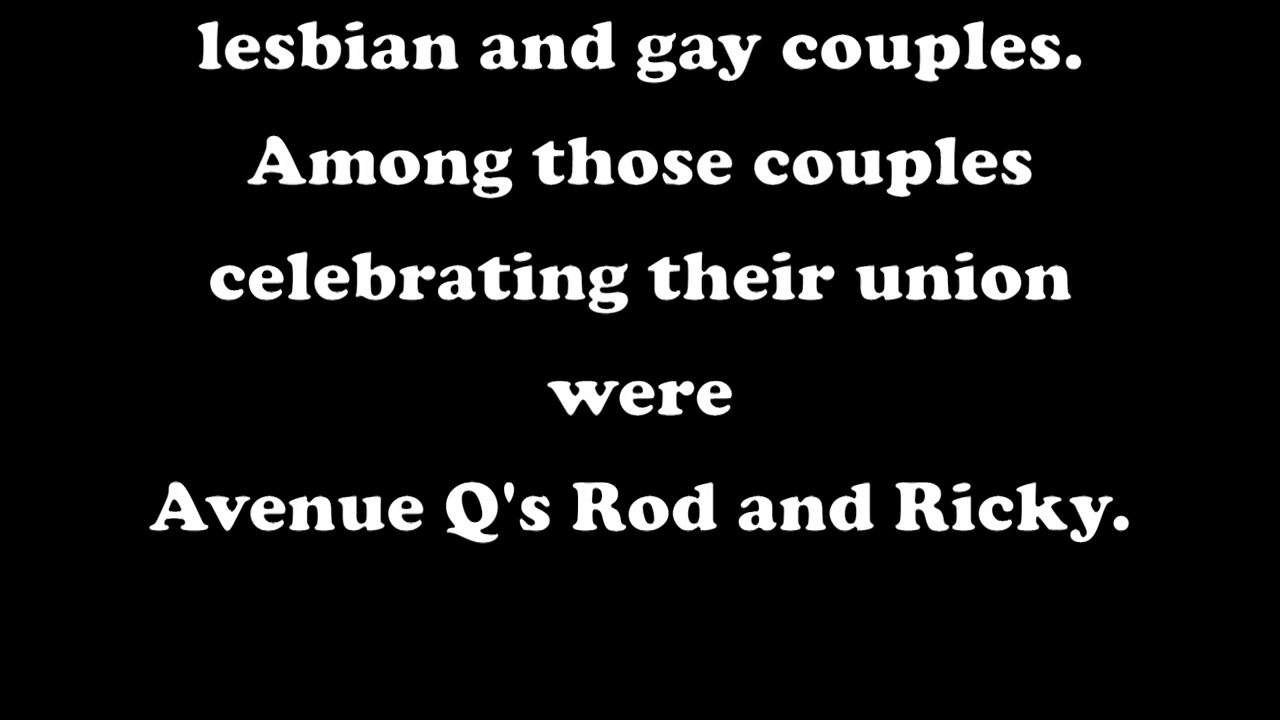 lesbian and gay couples.
Among those couples
celebrating their union
were
Avenue Q's Rod and Ricky.